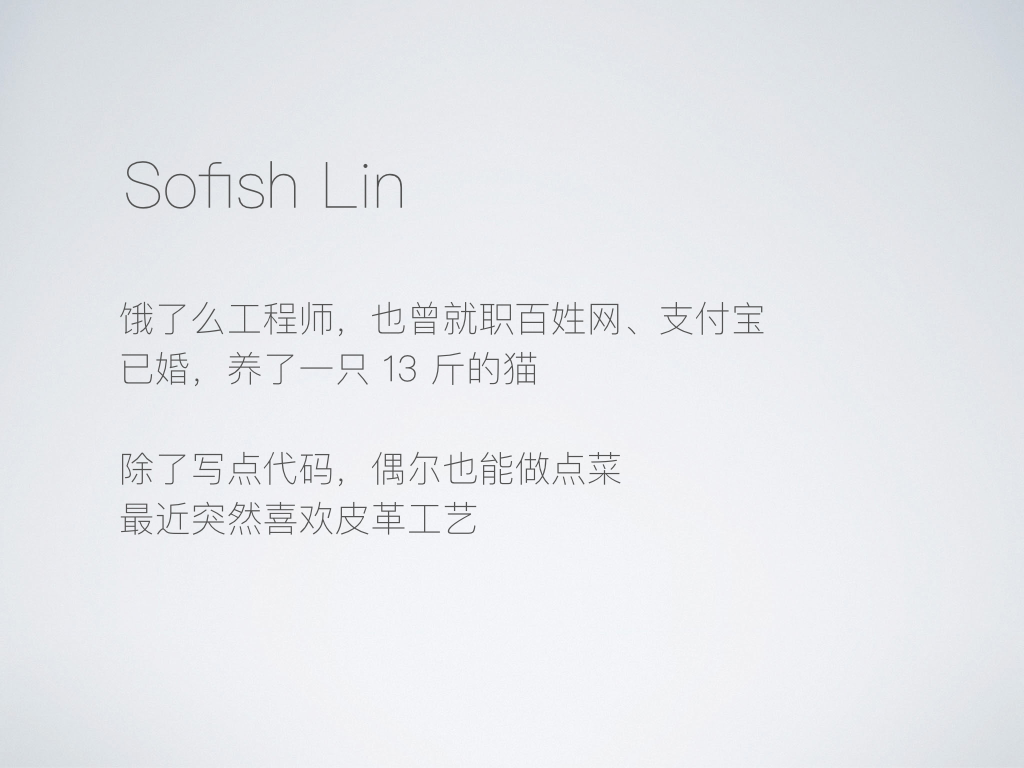 Sofish Lin
饿了么工程师，也曾就职百姓网、支付宝
已婚，养了一只 13 斤的猫
除了写点代码，偶尔也能做点菜
最近突然喜欢皮革工艺